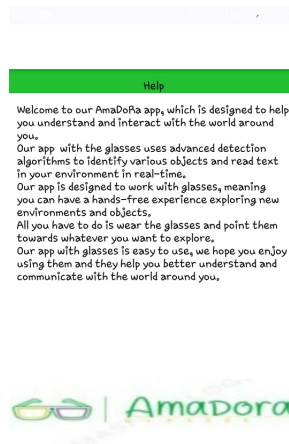 Help
Welcome to our AmaDoRa app, which is designed to help
you understand and interact with the world around
you.
Our app with the glasses uses advanced detection
algorithms to identify various objects and read text
in your environment in real-time.
Our app is designed to work with glasses, meaning
you can have a hands-free experience exploring new
environments and objects.
All you have to do is wear the glasses and point them
towards whatever you want to explore.
Our app with glasses is easy to use, we hope you enjoy
using them and they help you better understand and
communicate with the world around you.
AmaDora